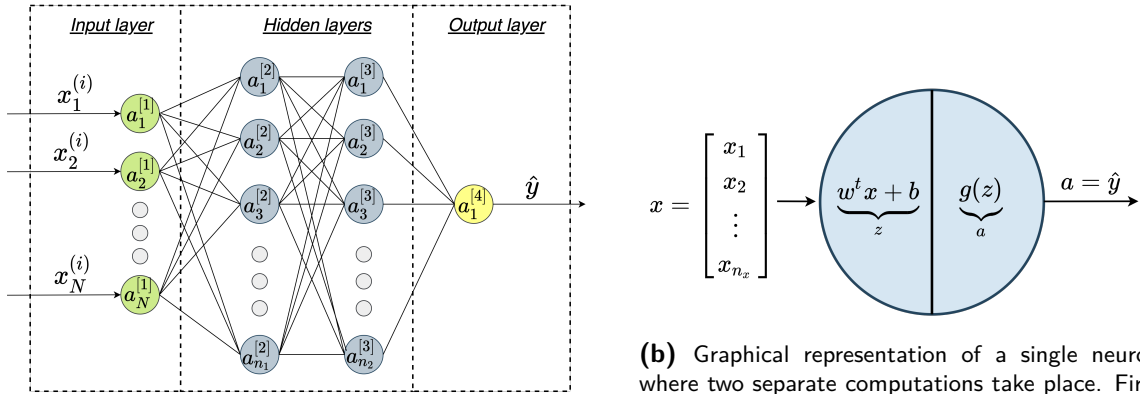 Input layer
Hidden layers
Output layer
x_1^{(i)}
x_2^{(i)}
x_N^{(i)}
a_1^{[1]}
a_2^{[1]}
a_N^{[1]}
a_1^{[2]}
a_2^{[2]}
a_3^{[2]}
a_{n_1}^{[2]}
a_1^{[3]}
a_2^{[3]}
a_3^{[3]}
a_{n_2}^{[3]}
a_1^{[4]}
ŷ
x =
x_1
x_2
⋮
x_{n_x}
w^t x + b
z
g(z)
a
a = ŷ
(b) Graphical representation of a single neuro
where two separate computations take place. Fir